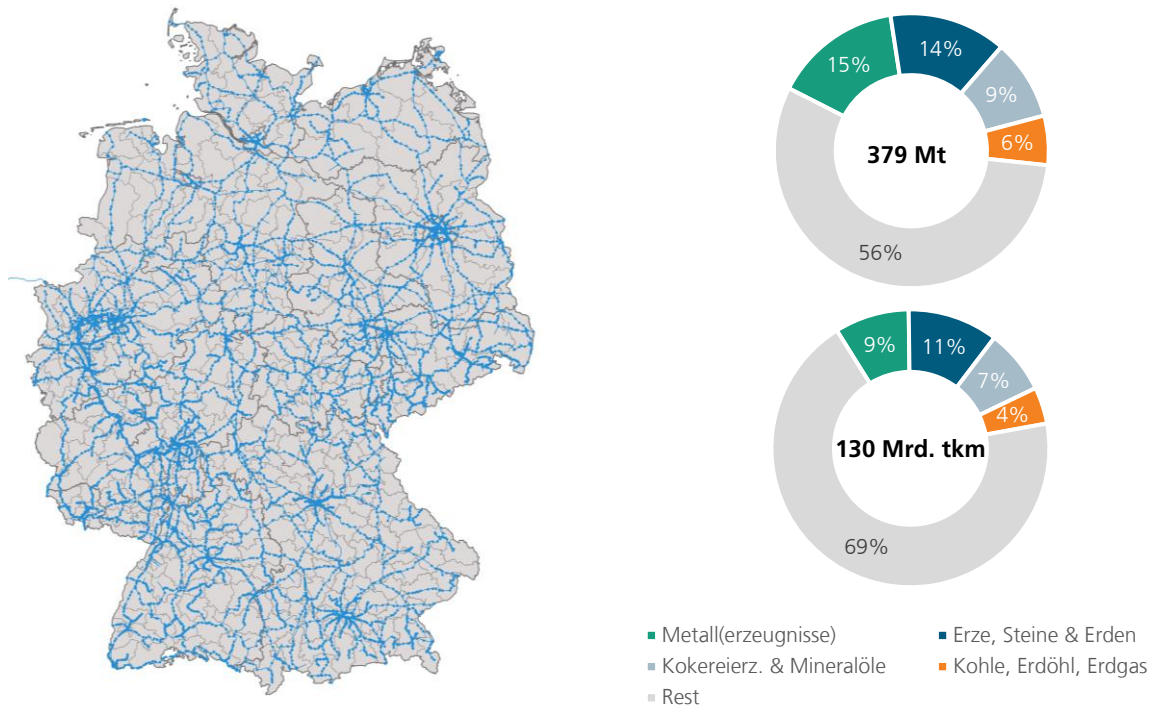 15%
14%
9%
6%
379 Mt
56%
9%
11%
7%
4%
130 Mrd. tkm
69%
Metall(erzeugnisse)
Erze, Steine & Erden
Kokereierz. & Mineralöle
Kohle, Erdöhl, Erdgas
Rest